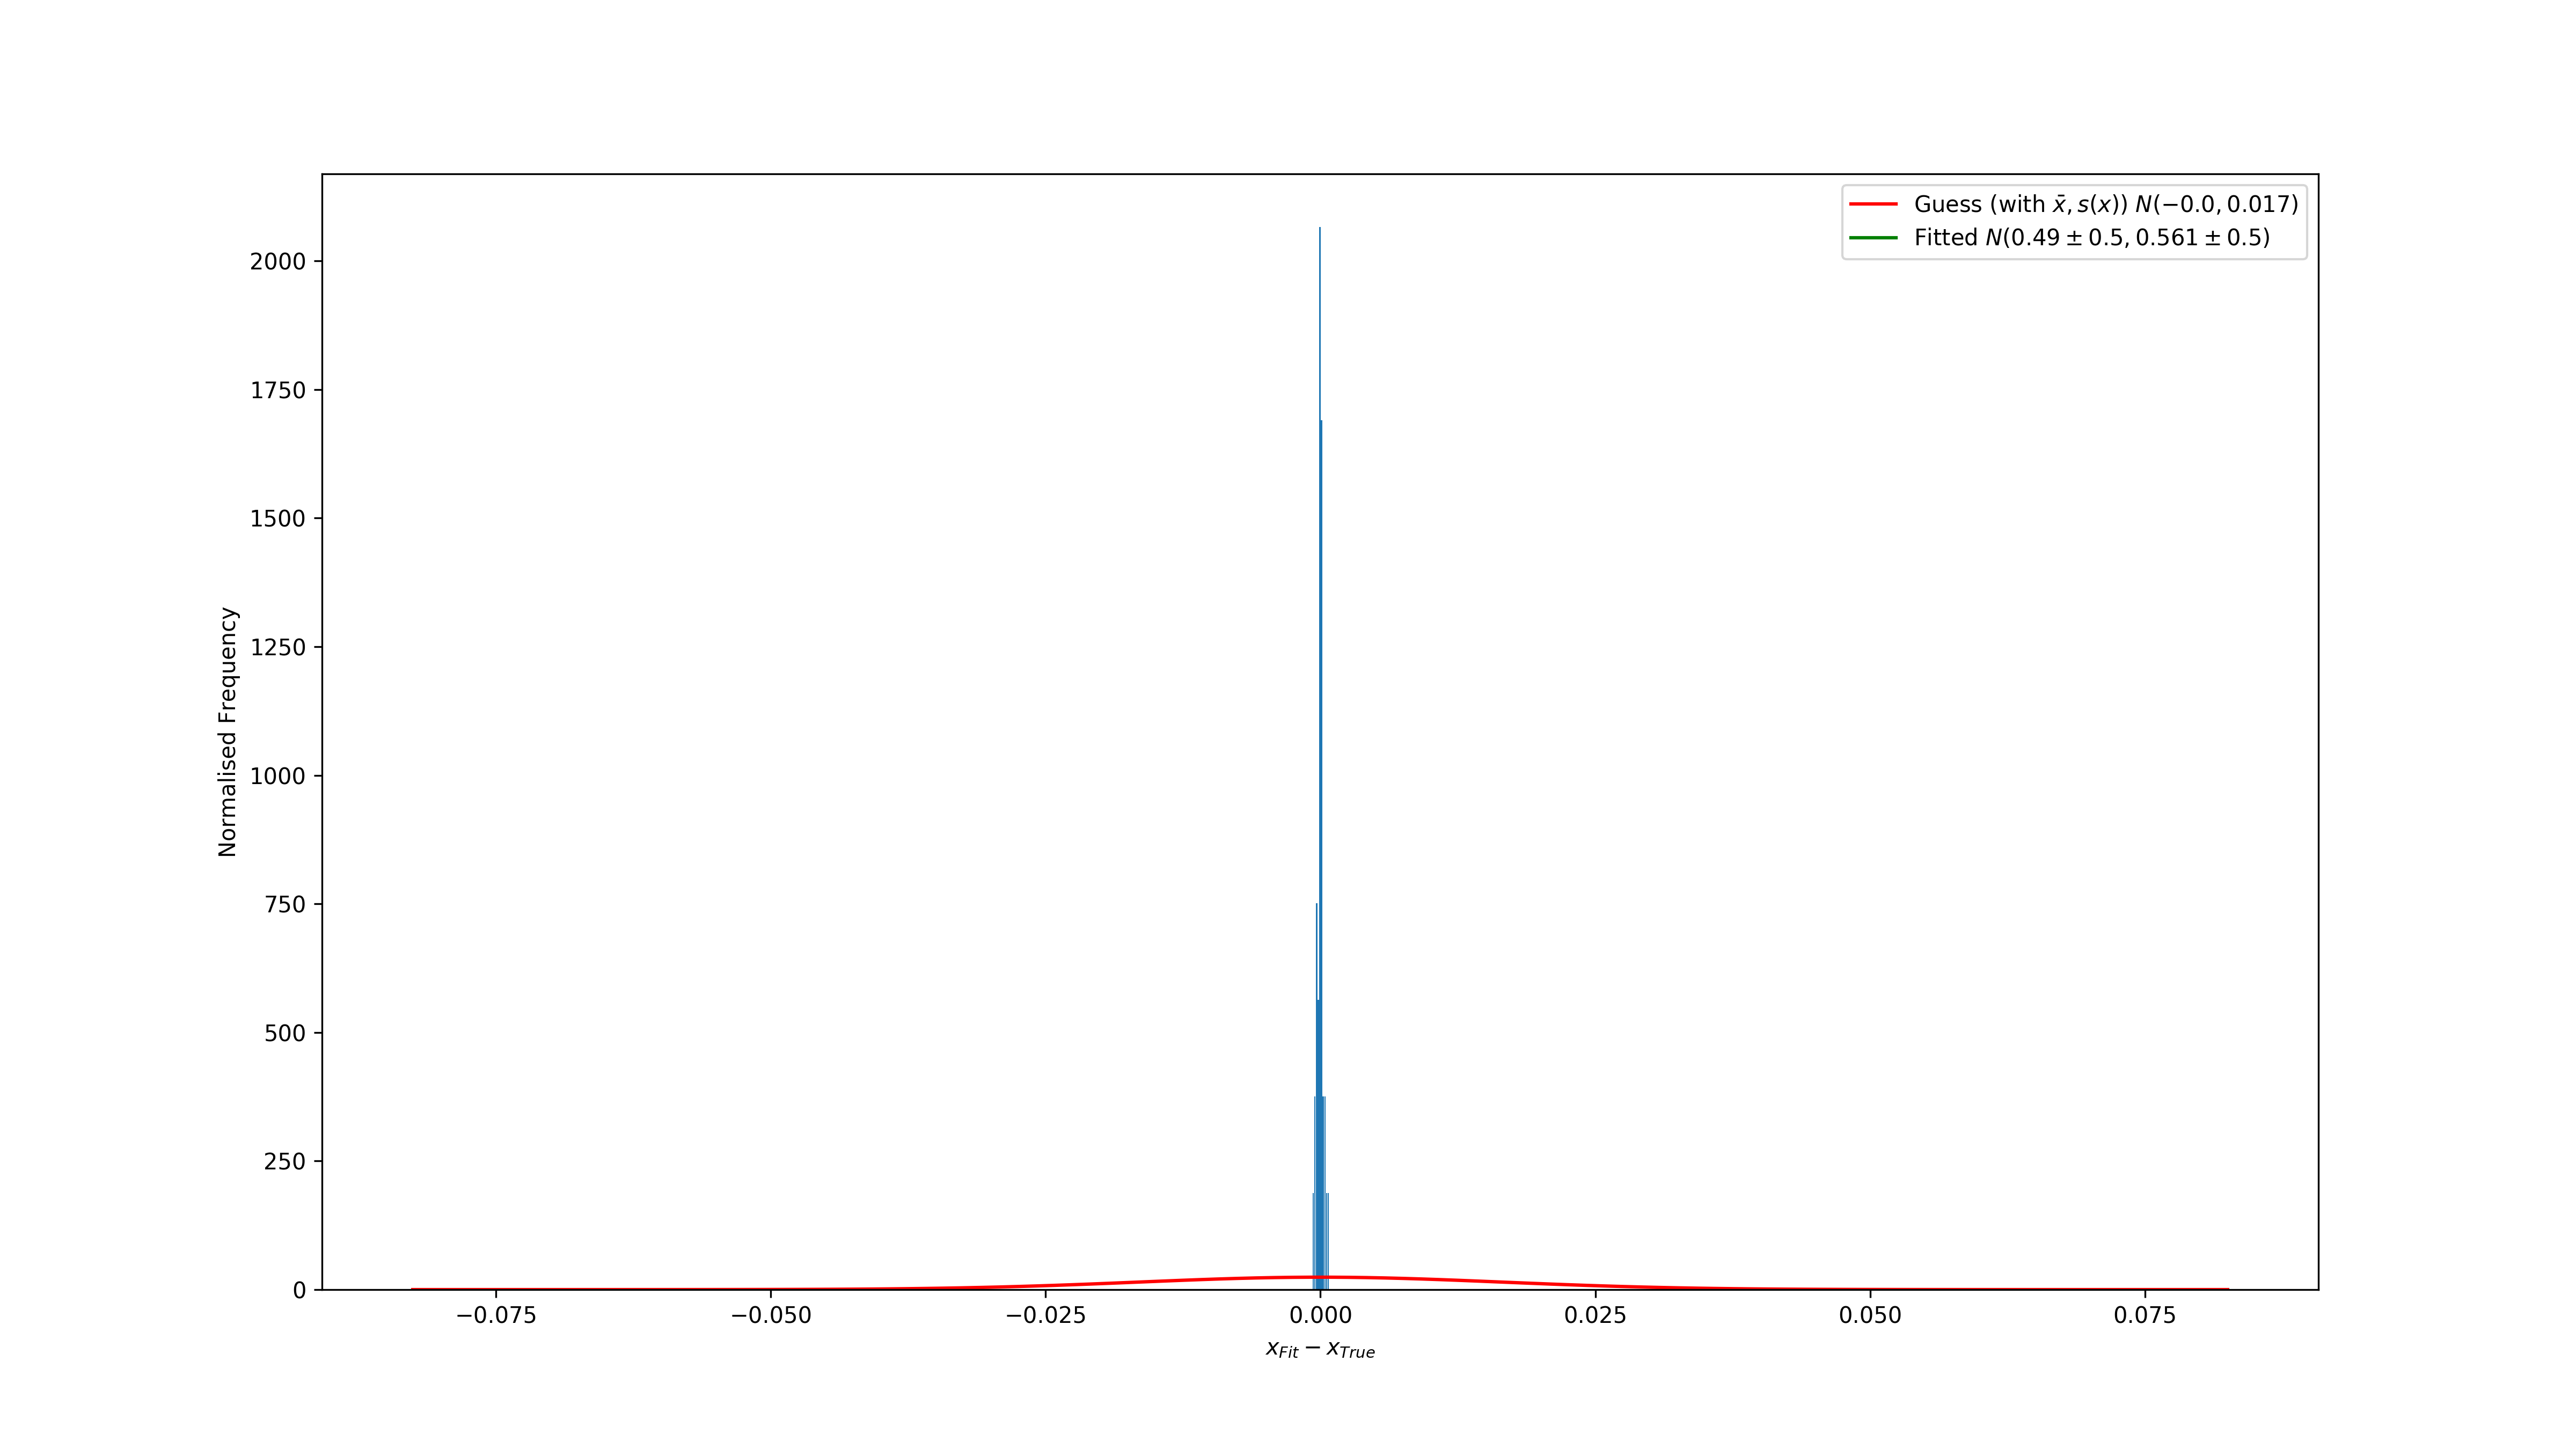 Guess (with x̄, s(x)) N(−0.0, 0.017)
Fitted N(0.49 ± 0.5, 0.561 ± 0.5)
2000
1750
1500
1250
1000
750
500
250
0
Normalised Frequency
−0.075 −0.050 −0.025 0.000 0.025 0.050 0.075
x_Fit − x_True